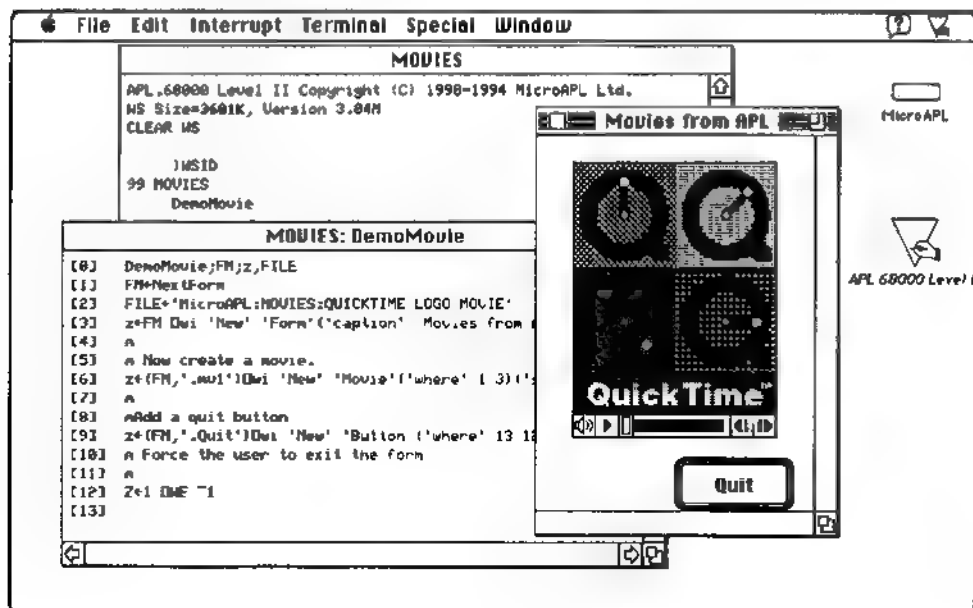 File Edit Interrupt Terminal Special Window
MOVIES
APL.68000 Level II Copyright (C) 1990-1994 MicroAPL Ltd.
WS Size=3601K, Version 3.04M
CLEAR WS
)WSID
99 MOVIES
DemoMovie
MOVIES: DemoMovie
[0] DemoMovie;FM;z,FILE
[1] FM←NextForm
[2] FILE←'MicroAPL:MOVIES:QUICKTIME LOGO MOVIE'
[3] z←FM ⎕wi 'New' 'Form'('caption' Movies from
[4] ⍝
[5] ⍝ Now create a movie.
[6] z←(FM,'.mv1')⎕wi 'New' 'Movie'('where' 1 3)('
[7] ⍝
[8] ⍝Add a quit button
[9] z←(FM,'.Quit')⎕wi 'New' 'Button ('where' 13
[10] ⍝ Force the user to exit the form
[11] ⍝
[12] Z←1 ⎕WE ¯1
[13]
Movies from APL
QuickTime™
Quit
MicroAPL
APL 68000 Level